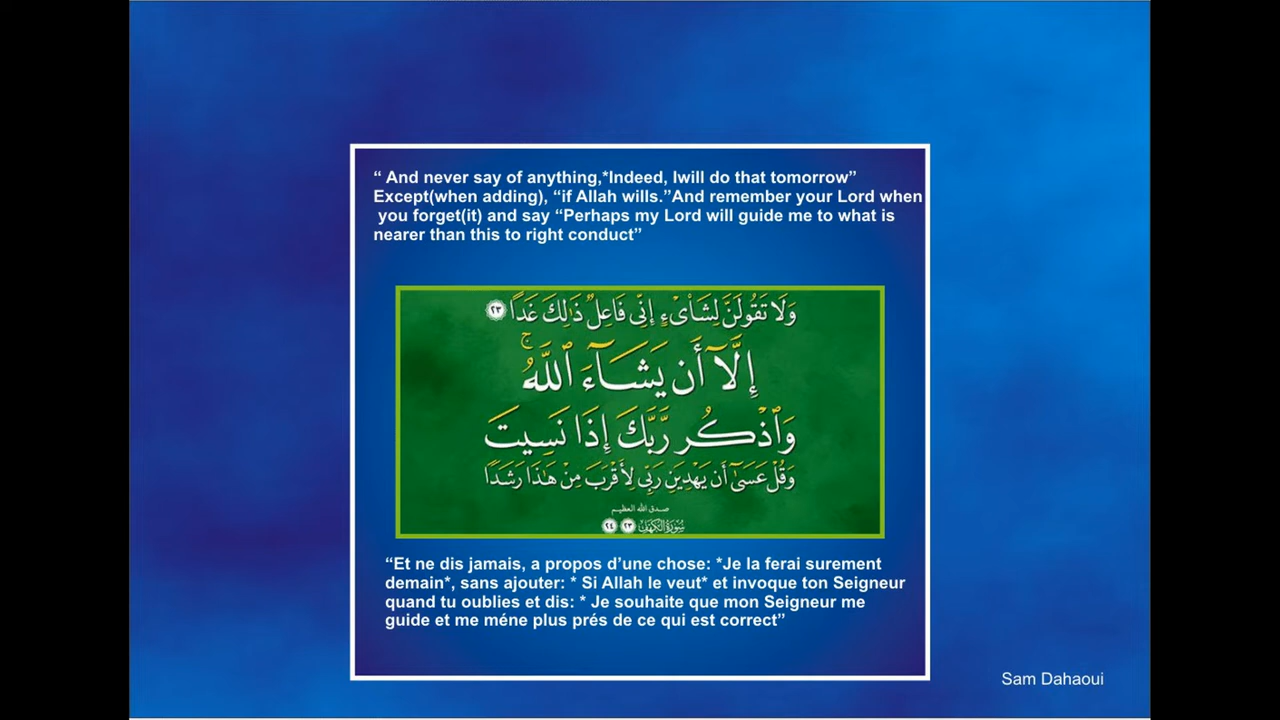 “ And never say of anything,*Indeed, Iwill do that tomorrow”
Except(when adding), “if Allah wills.”And remember your Lord when
you forget(it) and say “Perhaps my Lord will guide me to what is
nearer than this to right conduct”
وَلَا تَقُولَنَّ لِشَاْىۡءٍ إِنِّى فَاعِلٌ ذَٰلِكَ غَدًا ٢٣
إِلَّآ أَن يَشَآءَ ٱللَّهُۚ
وَٱذۡكُر رَّبَّكَ إِذَا نَسِيتَ
وَقُلۡ عَسَىٰٓ أَن يَهۡدِيَنِ رَبِّى لِأَقۡرَبَ مِنۡ هَٰذَا رَشَدًا
صدق الله العظيم
سُورَةُ الكَهْفِ ٢٣ ٢٤
“Et ne dis jamais, a propos d’une chose: *Je la ferai surement
demain*, sans ajouter: * Si Allah le veut* et invoque ton Seigneur
quand tu oublies et dis: * Je souhaite que mon Seigneur me
guide et me méne plus prés de ce qui est correct”
Sam Dahaoui